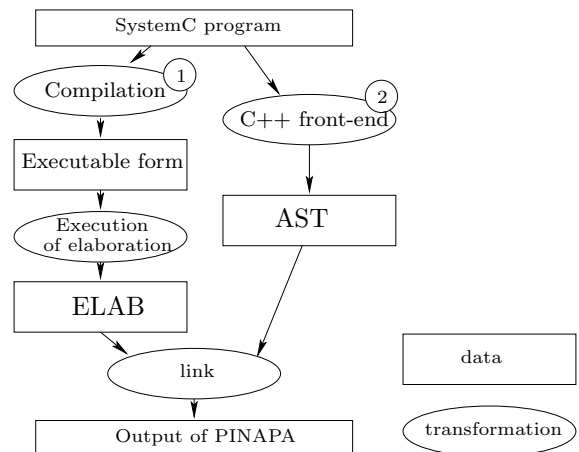 SystemC program
1
Compilation
2
C++ front-end
Executable form
AST
Execution
of elaboration
ELAB
link
data
Output of PINAPA
transformation